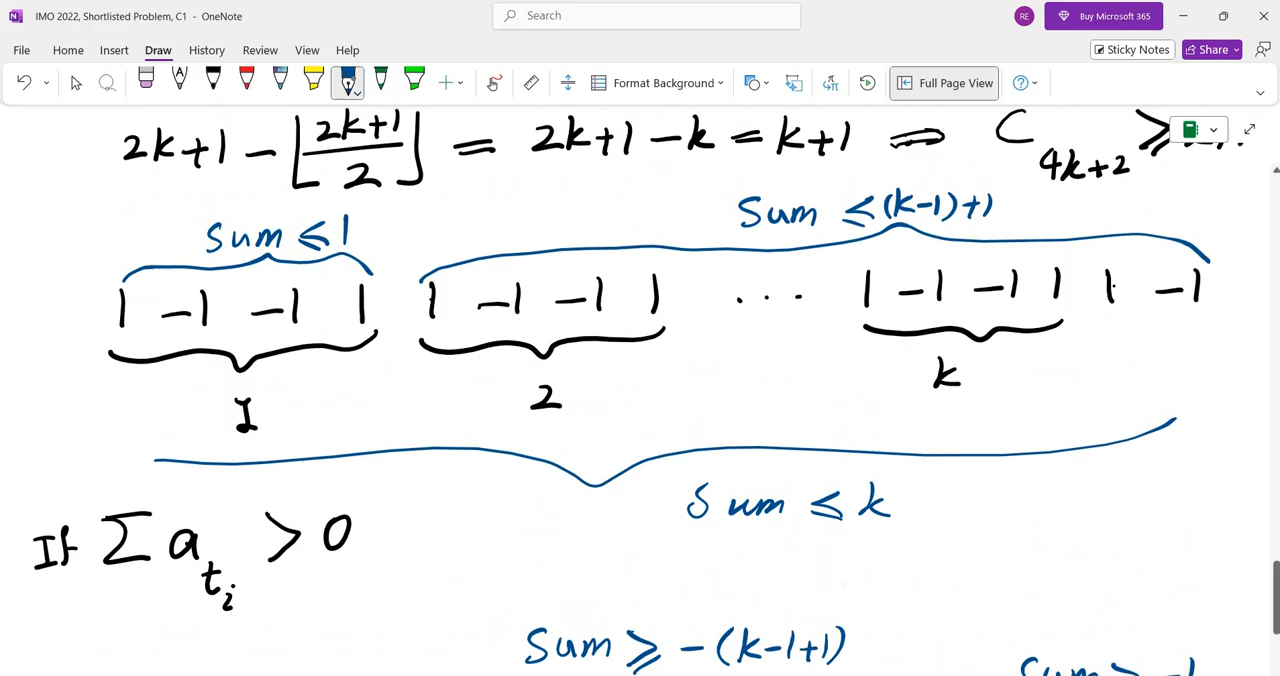 IMO 2022, Shortlisted Problem, C1 - OneNote
Search
RE
Buy Microsoft 365
File Home Insert Draw History Review View Help
Sticky Notes
Share
Format Background
Full Page View
2k+1 - ⌊(2k+1)/2⌋ = 2k+1 - k = k+1 ⇒ C_{4k+2} ≥
Sum ≤ 1
Sum ≤ (k-1)+1
1 -1 -1 1 1 -1 -1 1 ... 1 -1 -1 1 1 -1
1 2 k
Sum ≤ k
If Σ a_{t_i} > 0
Sum ≥ -(k-1+1)